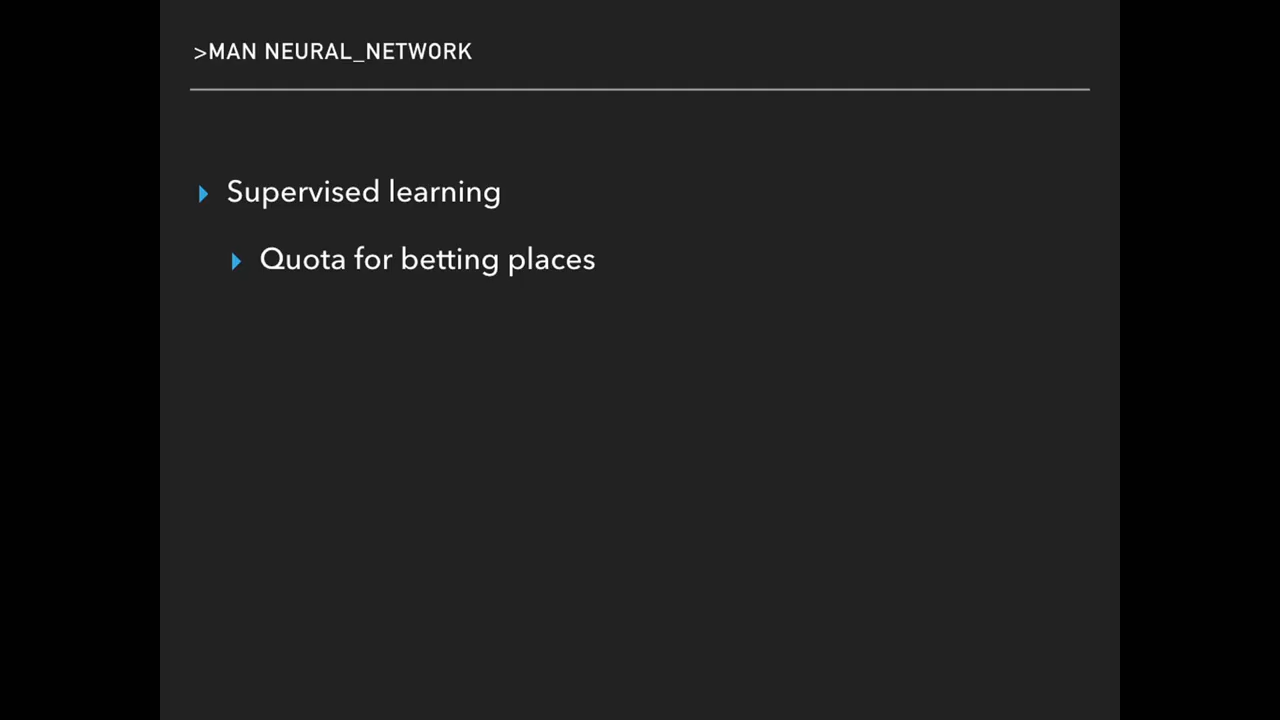 >MAN NEURAL_NETWORK
Supervised learning
Quota for betting places